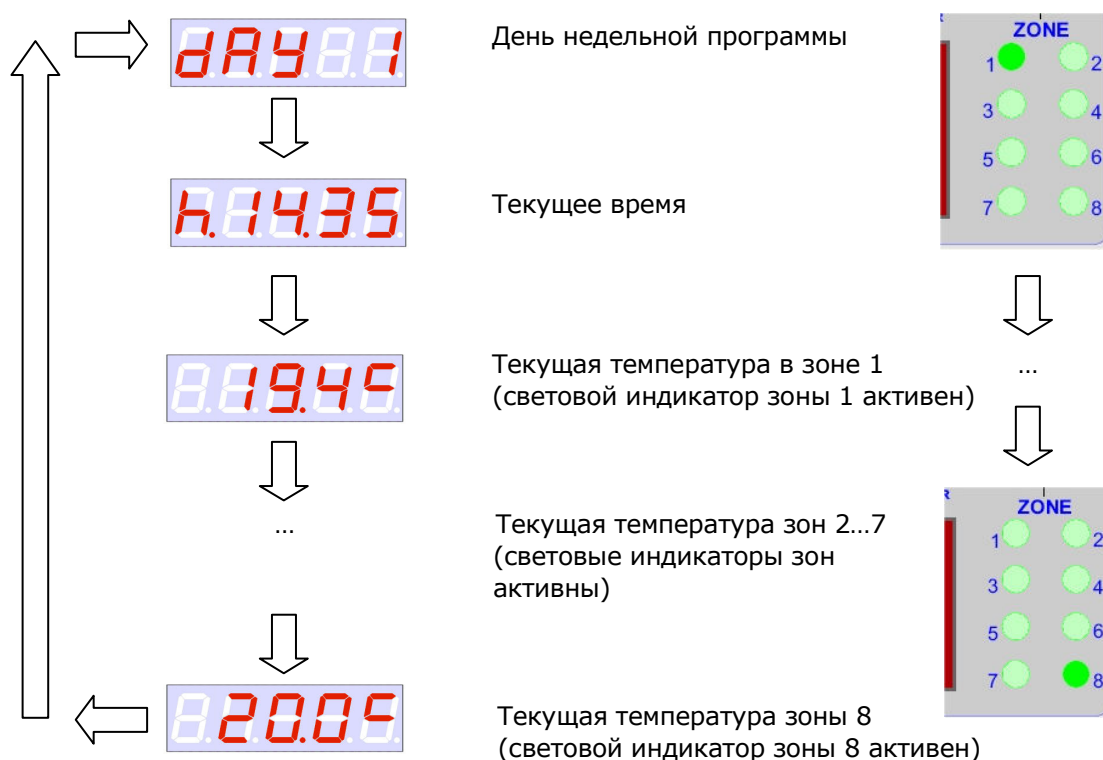 dAY 1
День недельной программы
ZONE
1 2
3 4
5 6
7 8
h.14.35
Текущее время
19.4c
Текущая температура в зоне 1
(световой индикатор зоны 1 активен)
...
...
Текущая температура зон 2...7
(световые индикаторы зон
активны)
ZONE
1 2
3 4
5 6
7 8
20.0c
Текущая температура зоны 8
(световой индикатор зоны 8 активен)